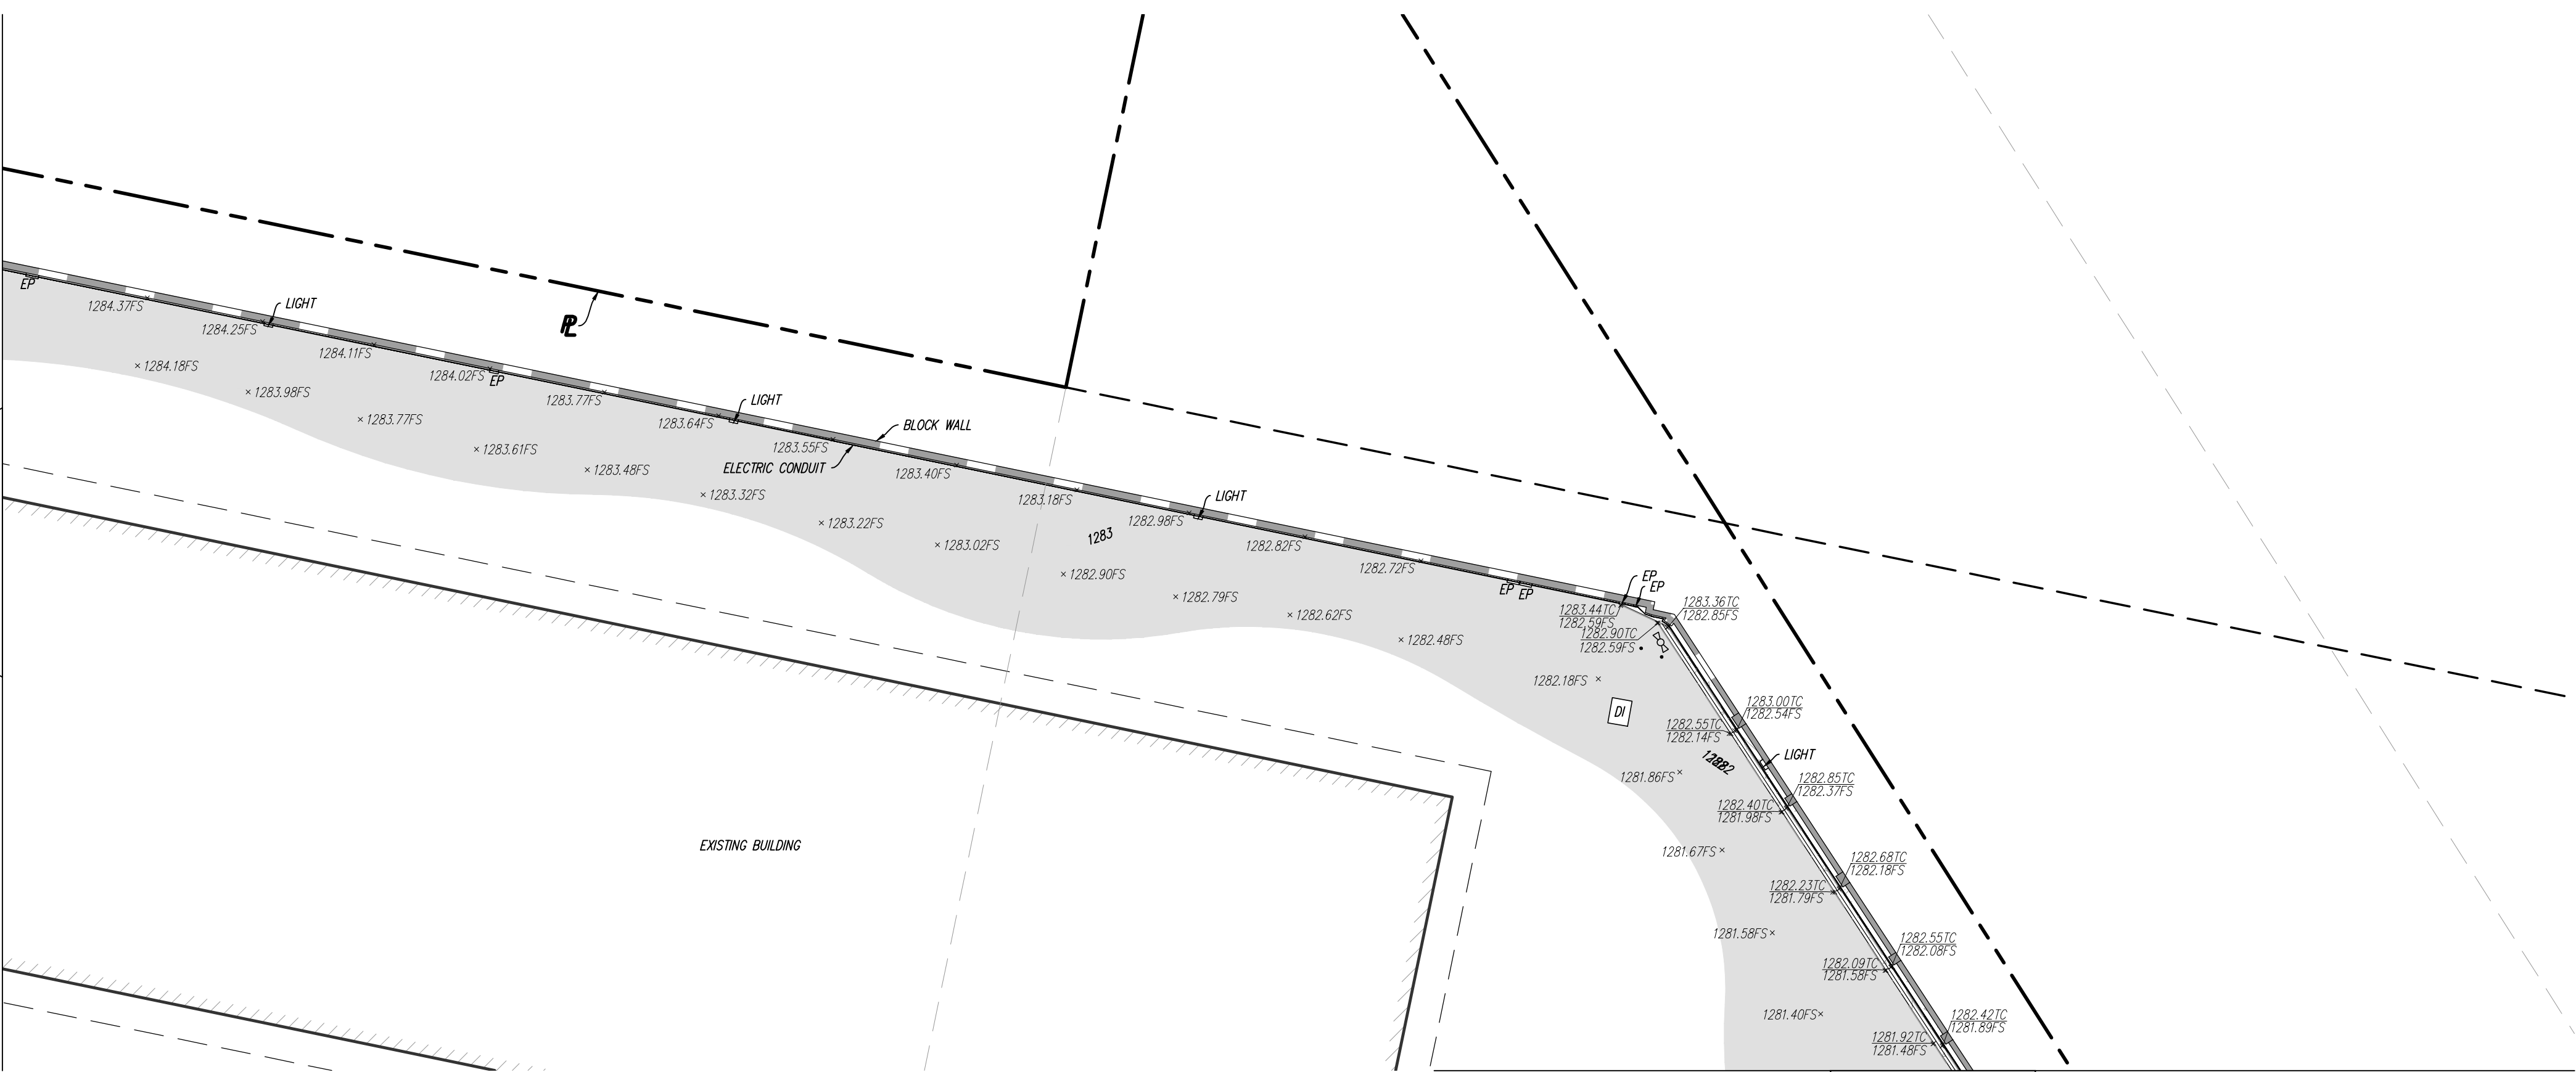 EP
1284.37FS
LIGHT
1284.25FS
1284.11FS
1284.02FS
EP
PL
1283.77FS
LIGHT
1283.64FS
BLOCK WALL
1283.55FS
ELECTRIC CONDUIT
1283.40FS
1283.18FS
LIGHT
1282.98FS
1282.82FS
1282.72FS
EP
EP
EP
EP
1284.18FS
1283.98FS
1283.77FS
1283.61FS
1283.48FS
1283.32FS
1283.22FS
1283.02FS
1283
1282.90FS
1282.79FS
1282.62FS
1282.48FS
1283.44TC
1282.59FS
1283.36TC
1282.85FS
1282.90TC
1282.59FS
1282.18FS
DI
1283.00TC
1282.54FS
1282.55TC
1282.14FS
LIGHT
1281.86FS
1282.85TC
1282.37FS
1282.40TC
1281.98FS
1281.67FS
1282.68TC
1282.18FS
1282.23TC
1281.79FS
1281.58FS
1282.55TC
1282.08FS
1282.09TC
1281.58FS
1281.40FS
1282.42TC
1281.89FS
1281.92TC
1281.48FS
EXISTING BUILDING